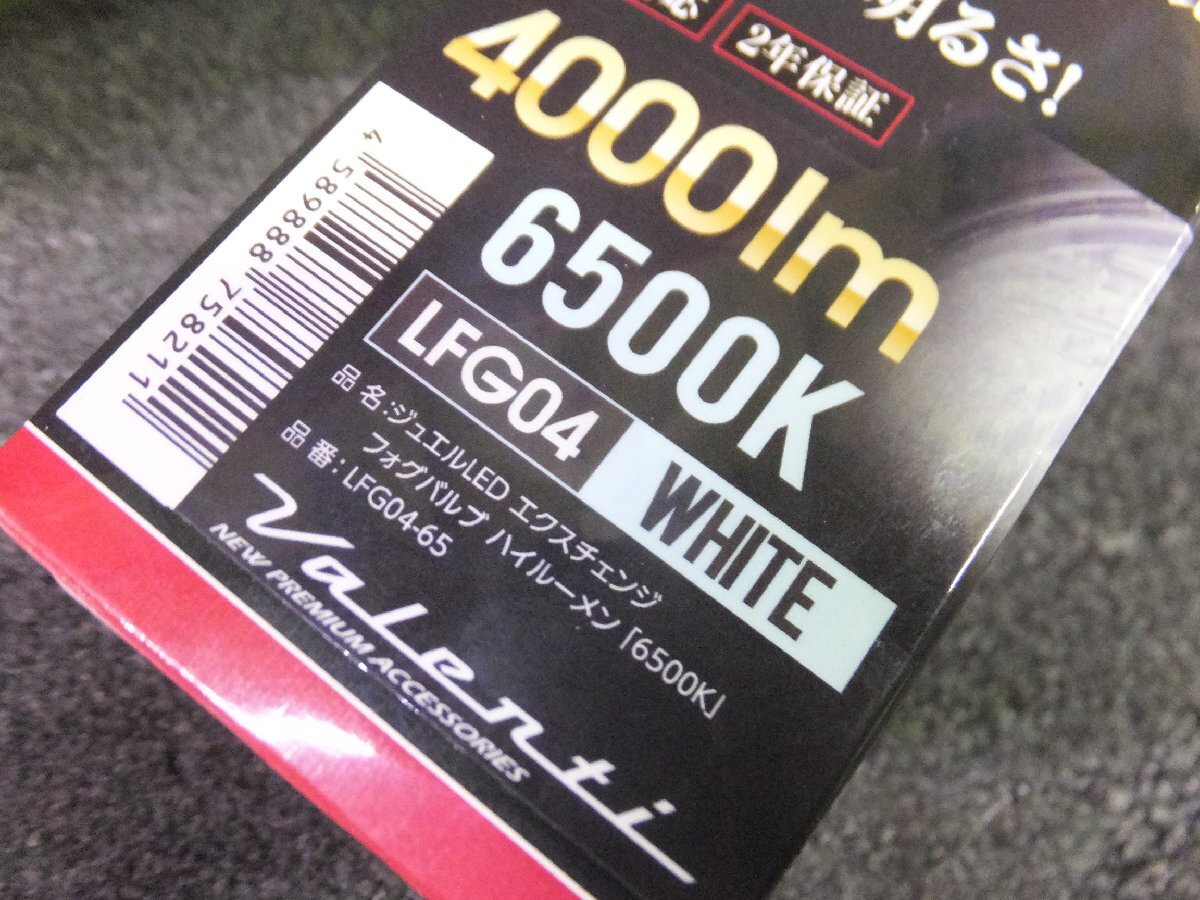 明るさ!
2年保証
4000lm
6500K
LFG04 WHITE
品名:ジュエルLED エクスチェンジ
フォグバルブ ハイルーメン「6500K」
品番:LFG04-65
Valenti
NEW PREMIUM ACCESSORIES
4 589888 758211